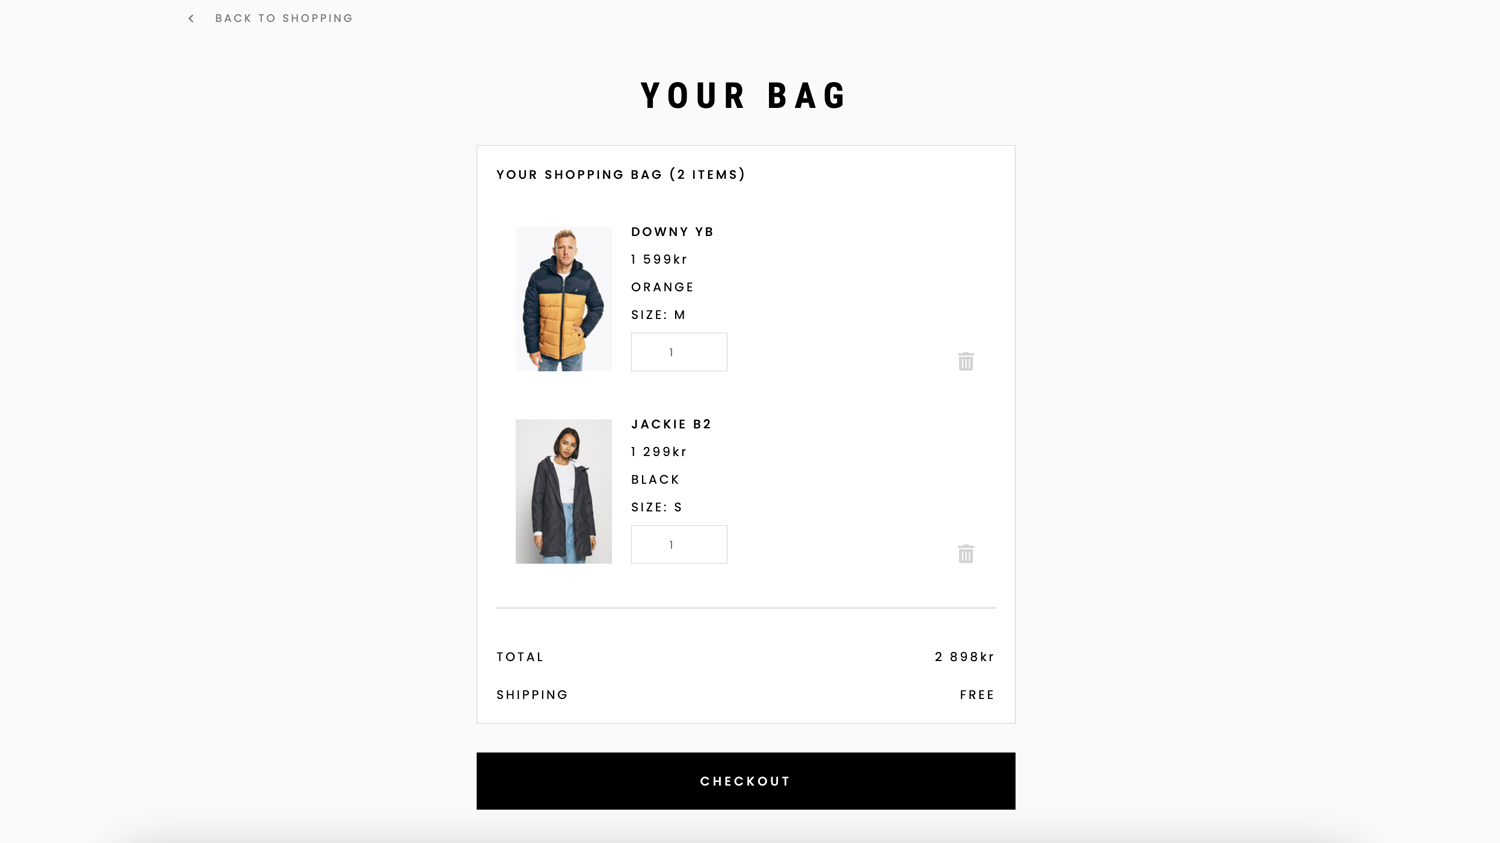 BACK TO SHOPPING
YOUR BAG
YOUR SHOPPING BAG (2 ITEMS)
DOWNY YB
1 599kr
ORANGE
SIZE: M
1
JACKIE B2
1 299kr
BLACK
SIZE: S
1
TOTAL 2 898kr
SHIPPING FREE
CHECKOUT